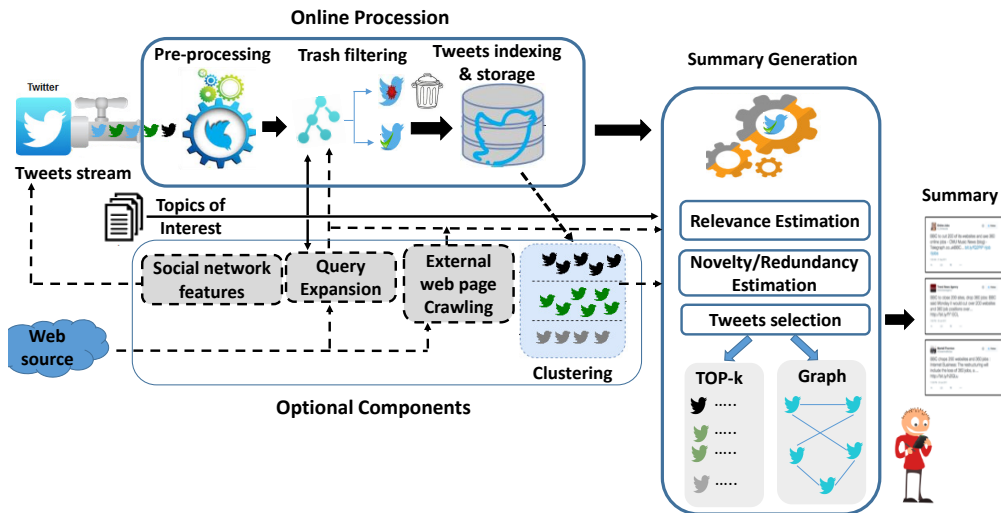 Online Procession
Pre-processing
Trash filtering
Tweets indexing
& storage
Summary Generation
Twitter
Tweets stream
Topics of
Interest
Relevance Estimation
Novelty/Redundancy
Estimation
Tweets selection
Summary
Social network
features
Query
Expansion
External
web page
Crawling
Clustering
Web
source
Optional Components
TOP-k
.....
.....
.....
.....
Graph